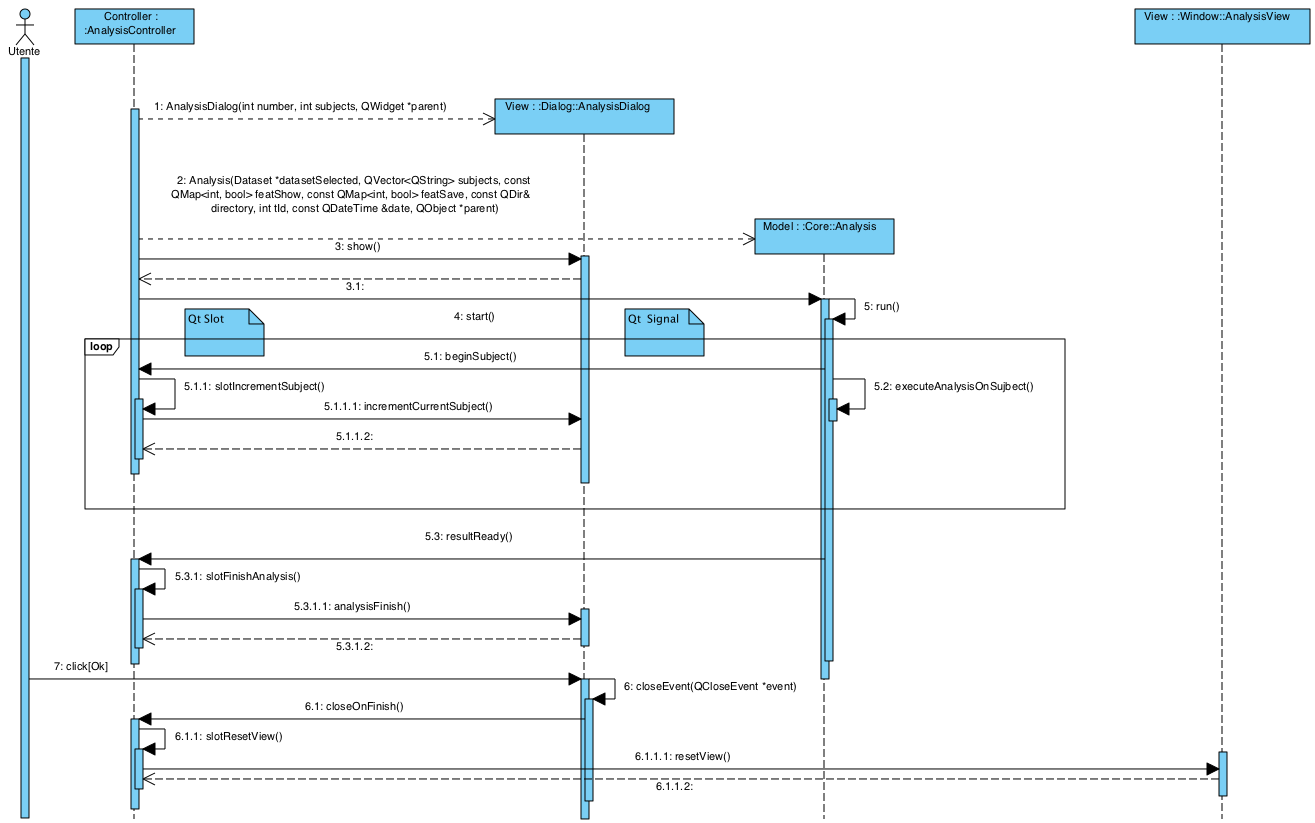 Controller :
:AnalysisController
View : :Window::AnalysisView
Utente
1: AnalysisDialog(int number, int subjects, QWidget *parent)
View : :Dialog::AnalysisDialog
2: Analysis(Dataset *datasetSelected, QVector<QString> subjects, const
QMap<int, bool> featShow, const QMap<int, bool> featSave, const QDir&
directory, int tId, const QDateTime &date, QObject *parent)
Model : :Core::Analysis
3: show()
3.1:
5: run()
Qt Slot
4: start()
Qt Signal
loop
5.1: beginSubject()
5.1.1: slotIncrementSubject()
5.2: executeAnalysisOnSujbect()
5.1.1.1: incrementCurrentSubject()
5.1.1.2:
5.3: resultReady()
5.3.1: slotFinishAnalysis()
5.3.1.1: analysisFinish()
5.3.1.2:
7: click[Ok]
6: closeEvent(QCloseEvent *event)
6.1: closeOnFinish()
6.1.1: slotResetView()
6.1.1.1: resetView()
6.1.1.2: